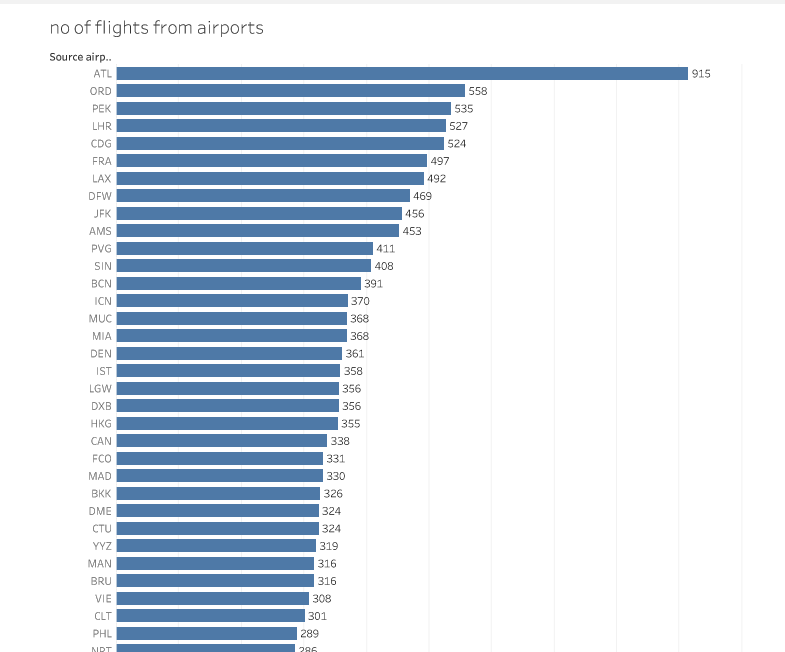 no of flights from airports
Source airp..
ATL 915
ORD 558
PEK 535
LHR 527
CDG 524
FRA 497
LAX 492
DFW 469
JFK 456
AMS 453
PVG 411
SIN 408
BCN 391
ICN 370
MUC 368
MIA 368
DEN 361
IST 358
LGW 356
DXB 356
HKG 355
CAN 338
FCO 331
MAD 330
BKK 326
DME 324
CTU 324
YYZ 319
MAN 316
BRU 316
VIE 308
CLT 301
PHL 289
NRT 286